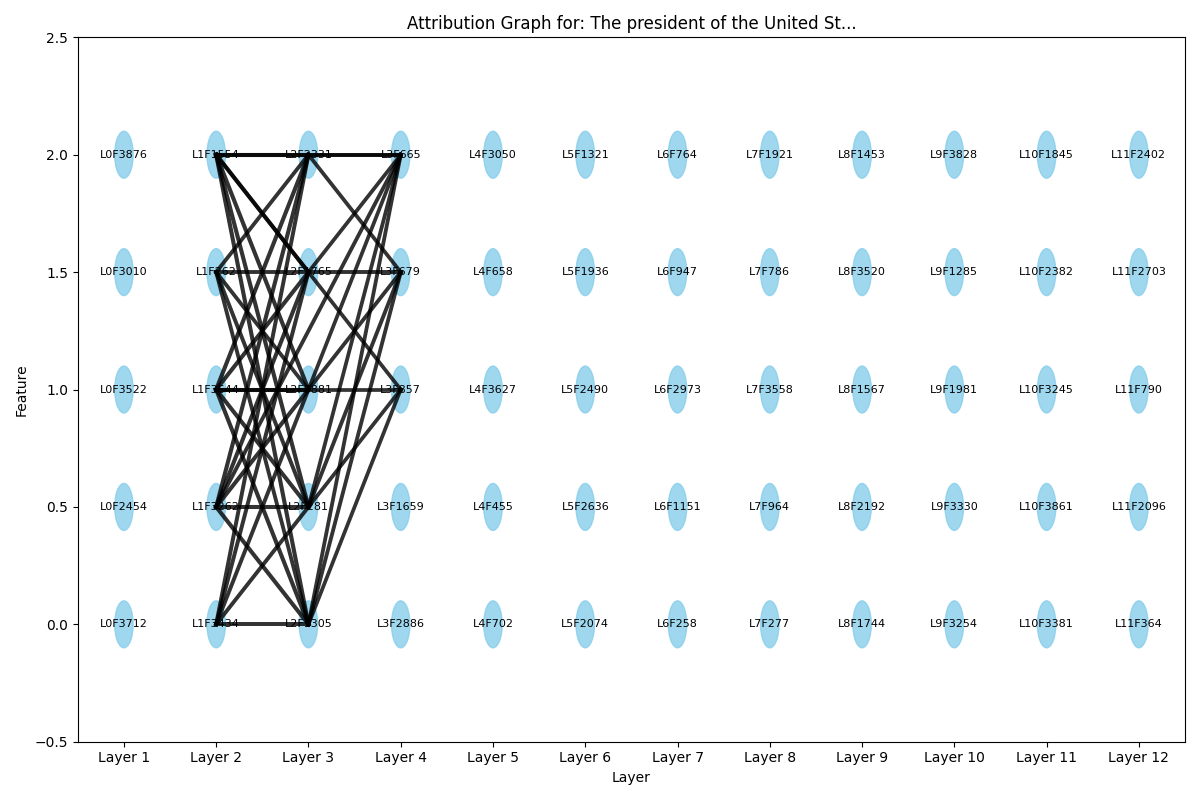 Attribution Graph for: The president of the United St...
2.5
L0F3876 L4F3050 L5F1321 L6F764 L7F1921 L8F1453 L9F3828 L10F1845 L11F2402
2.0
L0F3010 L4F658 L5F1936 L6F947 L7F786 L8F3520 L9F1285 L10F2382 L11F2703
1.5
L0F3522 L4F3627 L5F2490 L6F2973 L7F3558 L8F1567 L9F1981 L10F3245 L11F790
1.0
Feature
L0F2454 L3F1659 L4F455 L5F2636 L6F1151 L7F964 L8F2192 L9F3330 L10F3861 L11F2096
0.5
L0F3712 L3F2886 L4F702 L5F2074 L6F258 L7F277 L8F1744 L9F3254 L10F3381 L11F364
0.0
−0.5
Layer 1 Layer 2 Layer 3 Layer 4 Layer 5 Layer 6 Layer 7 Layer 8 Layer 9 Layer 10 Layer 11 Layer 12
Layer